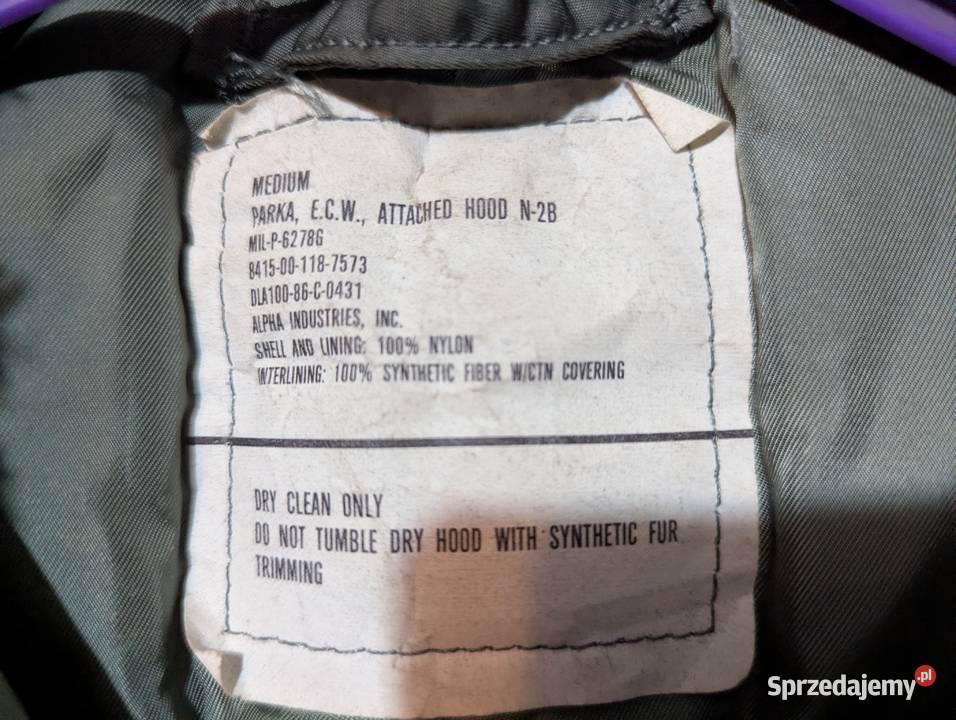 MEDIUM
PARKA, E.C.W., ATTACHED HOOD N-2B
MIL-P-6278G
8415-00-118-7573
DLA100-86-C-0431
ALPHA INDUSTRIES, INC.
SHELL AND LINING: 100% NYLON
INTERLINING: 100% SYNTHETIC FIBER W/CTN COVERING
DRY CLEAN ONLY
DO NOT TUMBLE DRY HOOD WITH SYNTHETIC FUR
TRIMMING
Sprzedajemy.pl